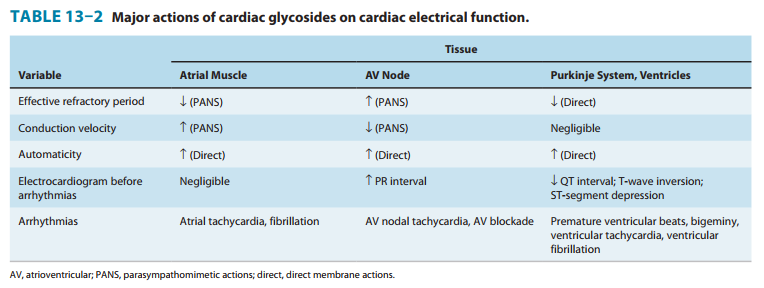 TABLE 13–2 Major actions of cardiac glycosides on cardiac electrical function.
Tissue
Variable Atrial Muscle AV Node Purkinje System, Ventricles
Effective refractory period ↓ (PANS) ↑ (PANS) ↓ (Direct)
Conduction velocity ↑ (PANS) ↓ (PANS) Negligible
Automaticity ↑ (Direct) ↑ (Direct) ↑ (Direct)
Electrocardiogram before Negligible ↑ PR interval ↓ QT interval; T-wave inversion;
arrhythmias ST-segment depression
Arrhythmias Atrial tachycardia, fibrillation AV nodal tachycardia, AV blockade Premature ventricular beats, bigeminy,
ventricular tachycardia, ventricular
fibrillation
AV, atrioventricular; PANS, parasympathomimetic actions; direct, direct membrane actions.